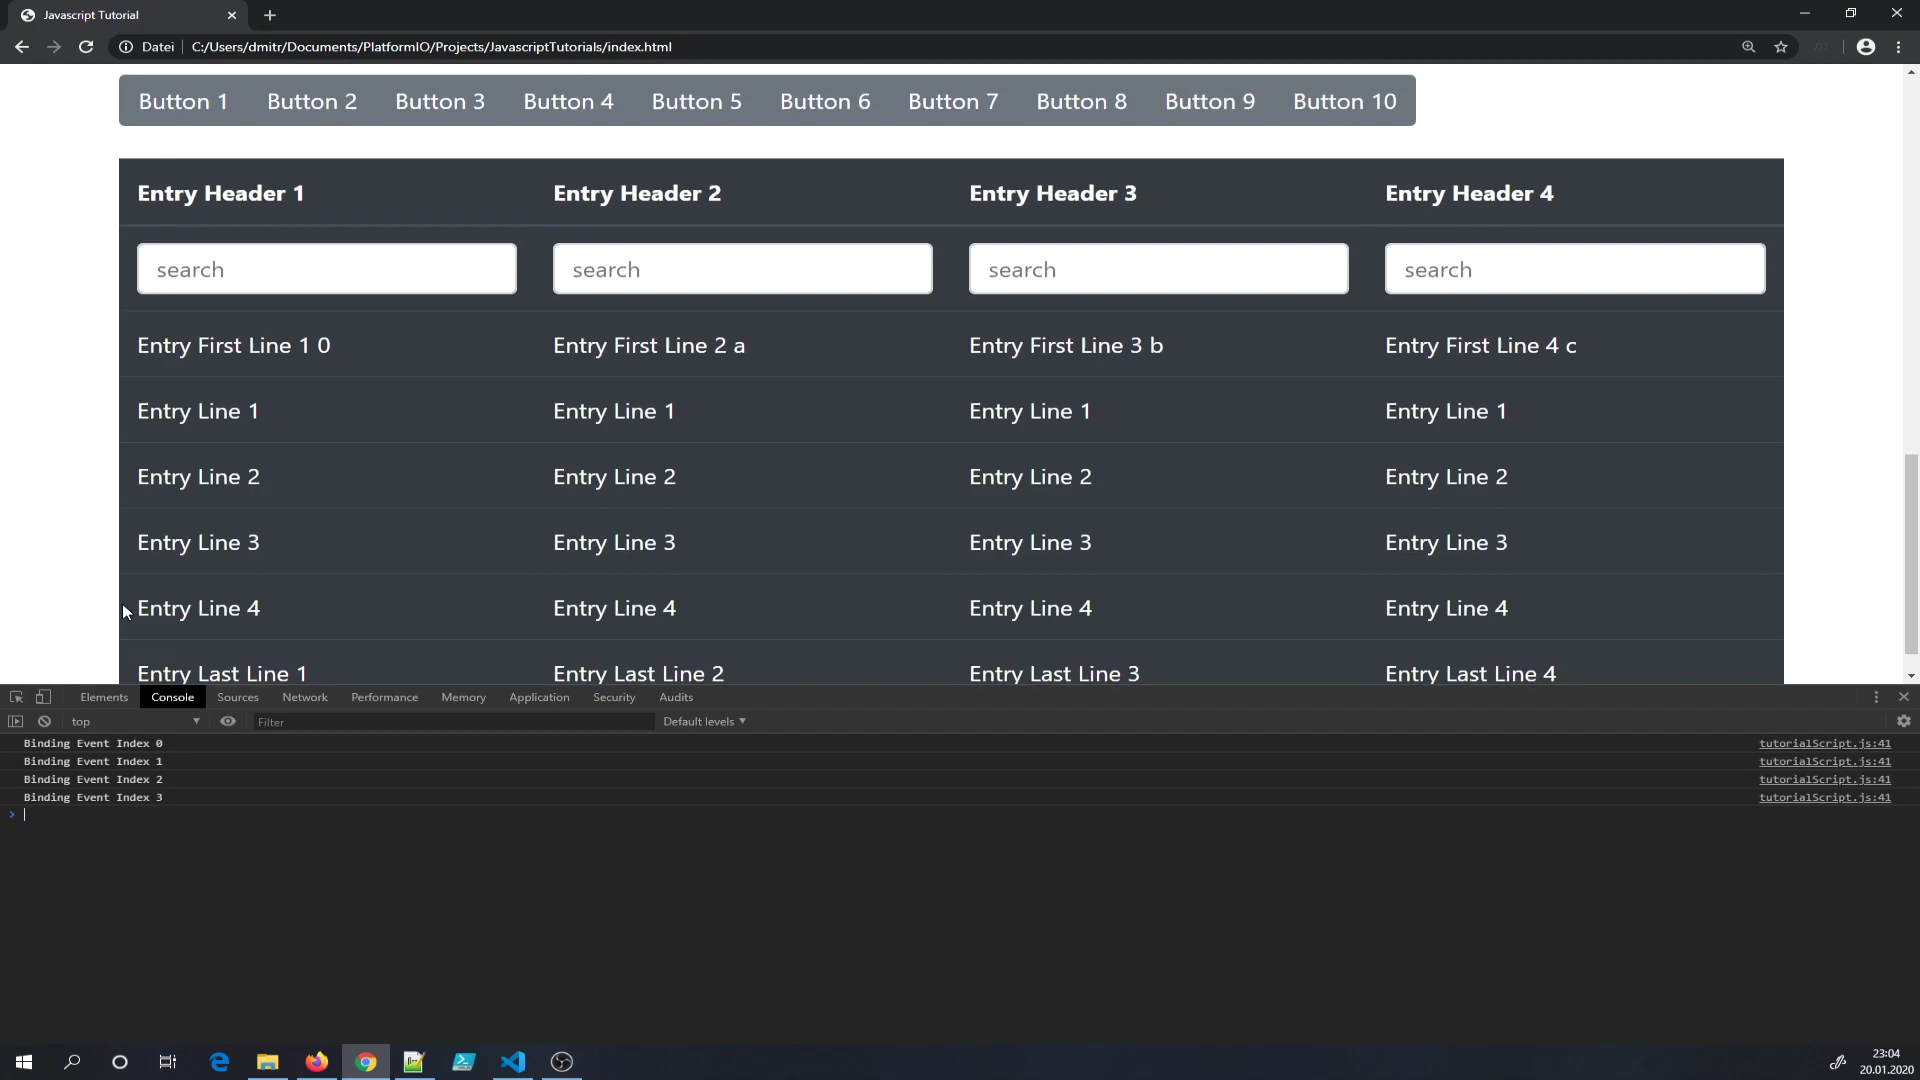 Javascript Tutorial
Datei C:/Users/dmitr/Documents/PlatformIO/Projects/JavascriptTutorials/index.html
Button 1 Button 2 Button 3 Button 4 Button 5 Button 6 Button 7 Button 8 Button 9 Button 10
Entry Header 1 Entry Header 2 Entry Header 3 Entry Header 4
search search search search
Entry First Line 1 0 Entry First Line 2 a Entry First Line 3 b Entry First Line 4 c
Entry Line 1 Entry Line 1 Entry Line 1 Entry Line 1
Entry Line 2 Entry Line 2 Entry Line 2 Entry Line 2
Entry Line 3 Entry Line 3 Entry Line 3 Entry Line 3
Entry Line 4 Entry Line 4 Entry Line 4 Entry Line 4
Entry Last Line 1 Entry Last Line 2 Entry Last Line 3 Entry Last Line 4
Elements Console Sources Network Performance Memory Application Security Audits
top Filter Default levels
Binding Event Index 0 tutorialScript.js:41
Binding Event Index 1 tutorialScript.js:41
Binding Event Index 2 tutorialScript.js:41
Binding Event Index 3 tutorialScript.js:41
23:04
20.01.2020